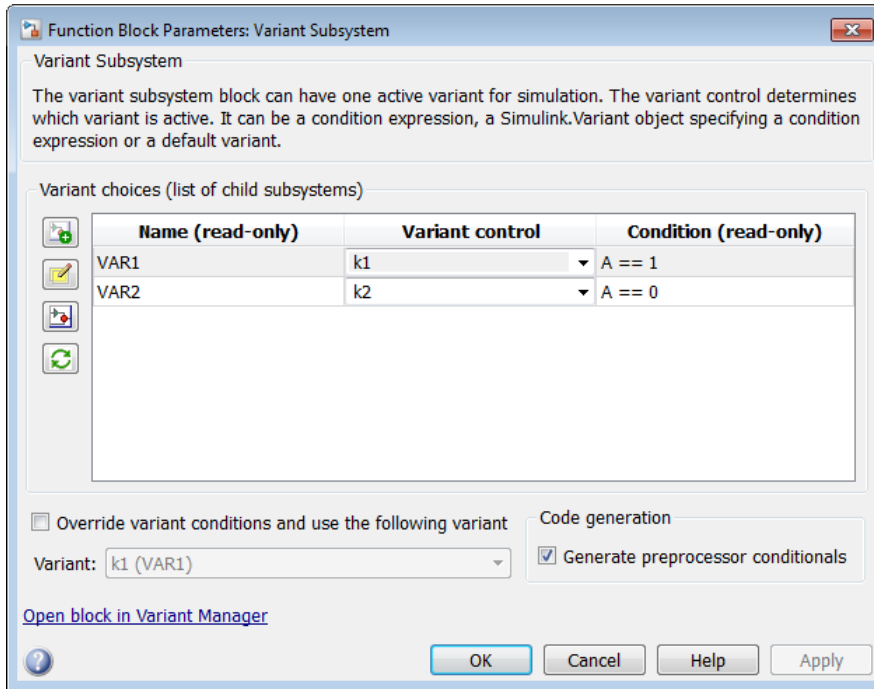 Function Block Parameters: Variant Subsystem
Variant Subsystem
The variant subsystem block can have one active variant for simulation. The variant control determines
which variant is active. It can be a condition expression, a Simulink.Variant object specifying a condition
expression or a default variant.
Variant choices (list of child subsystems)
Name (read-only) Variant control Condition (read-only)
VAR1 k1 A == 1
VAR2 k2 A == 0
Override variant conditions and use the following variant
Variant: k1 (VAR1)
Code generation
Generate preprocessor conditionals
Open block in Variant Manager
OK Cancel Help Apply